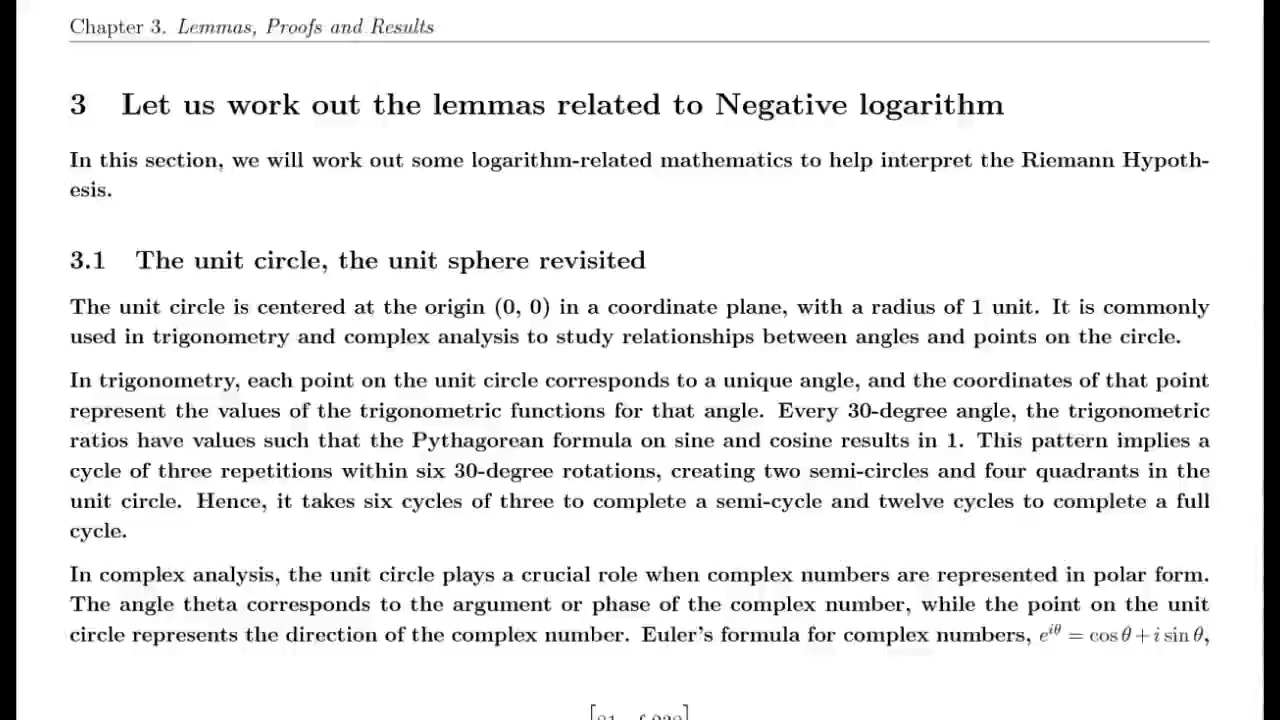 Chapter 3. Lemmas, Proofs and Results
3 Let us work out the lemmas related to Negative logarithm
In this section, we will work out some logarithm-related mathematics to help interpret the Riemann Hypoth-
esis.
3.1 The unit circle, the unit sphere revisited
The unit circle is centered at the origin (0, 0) in a coordinate plane, with a radius of 1 unit. It is commonly
used in trigonometry and complex analysis to study relationships between angles and points on the circle.
In trigonometry, each point on the unit circle corresponds to a unique angle, and the coordinates of that point
represent the values of the trigonometric functions for that angle. Every 30-degree angle, the trigonometric
ratios have values such that the Pythagorean formula on sine and cosine results in 1. This pattern implies a
cycle of three repetitions within six 30-degree rotations, creating two semi-circles and four quadrants in the
unit circle. Hence, it takes six cycles of three to complete a semi-cycle and twelve cycles to complete a full
cycle.
In complex analysis, the unit circle plays a crucial role when complex numbers are represented in polar form.
The angle theta corresponds to the argument or phase of the complex number, while the point on the unit
circle represents the direction of the complex number. Euler's formula for complex numbers, e^{iθ} = cos θ + i sin θ,